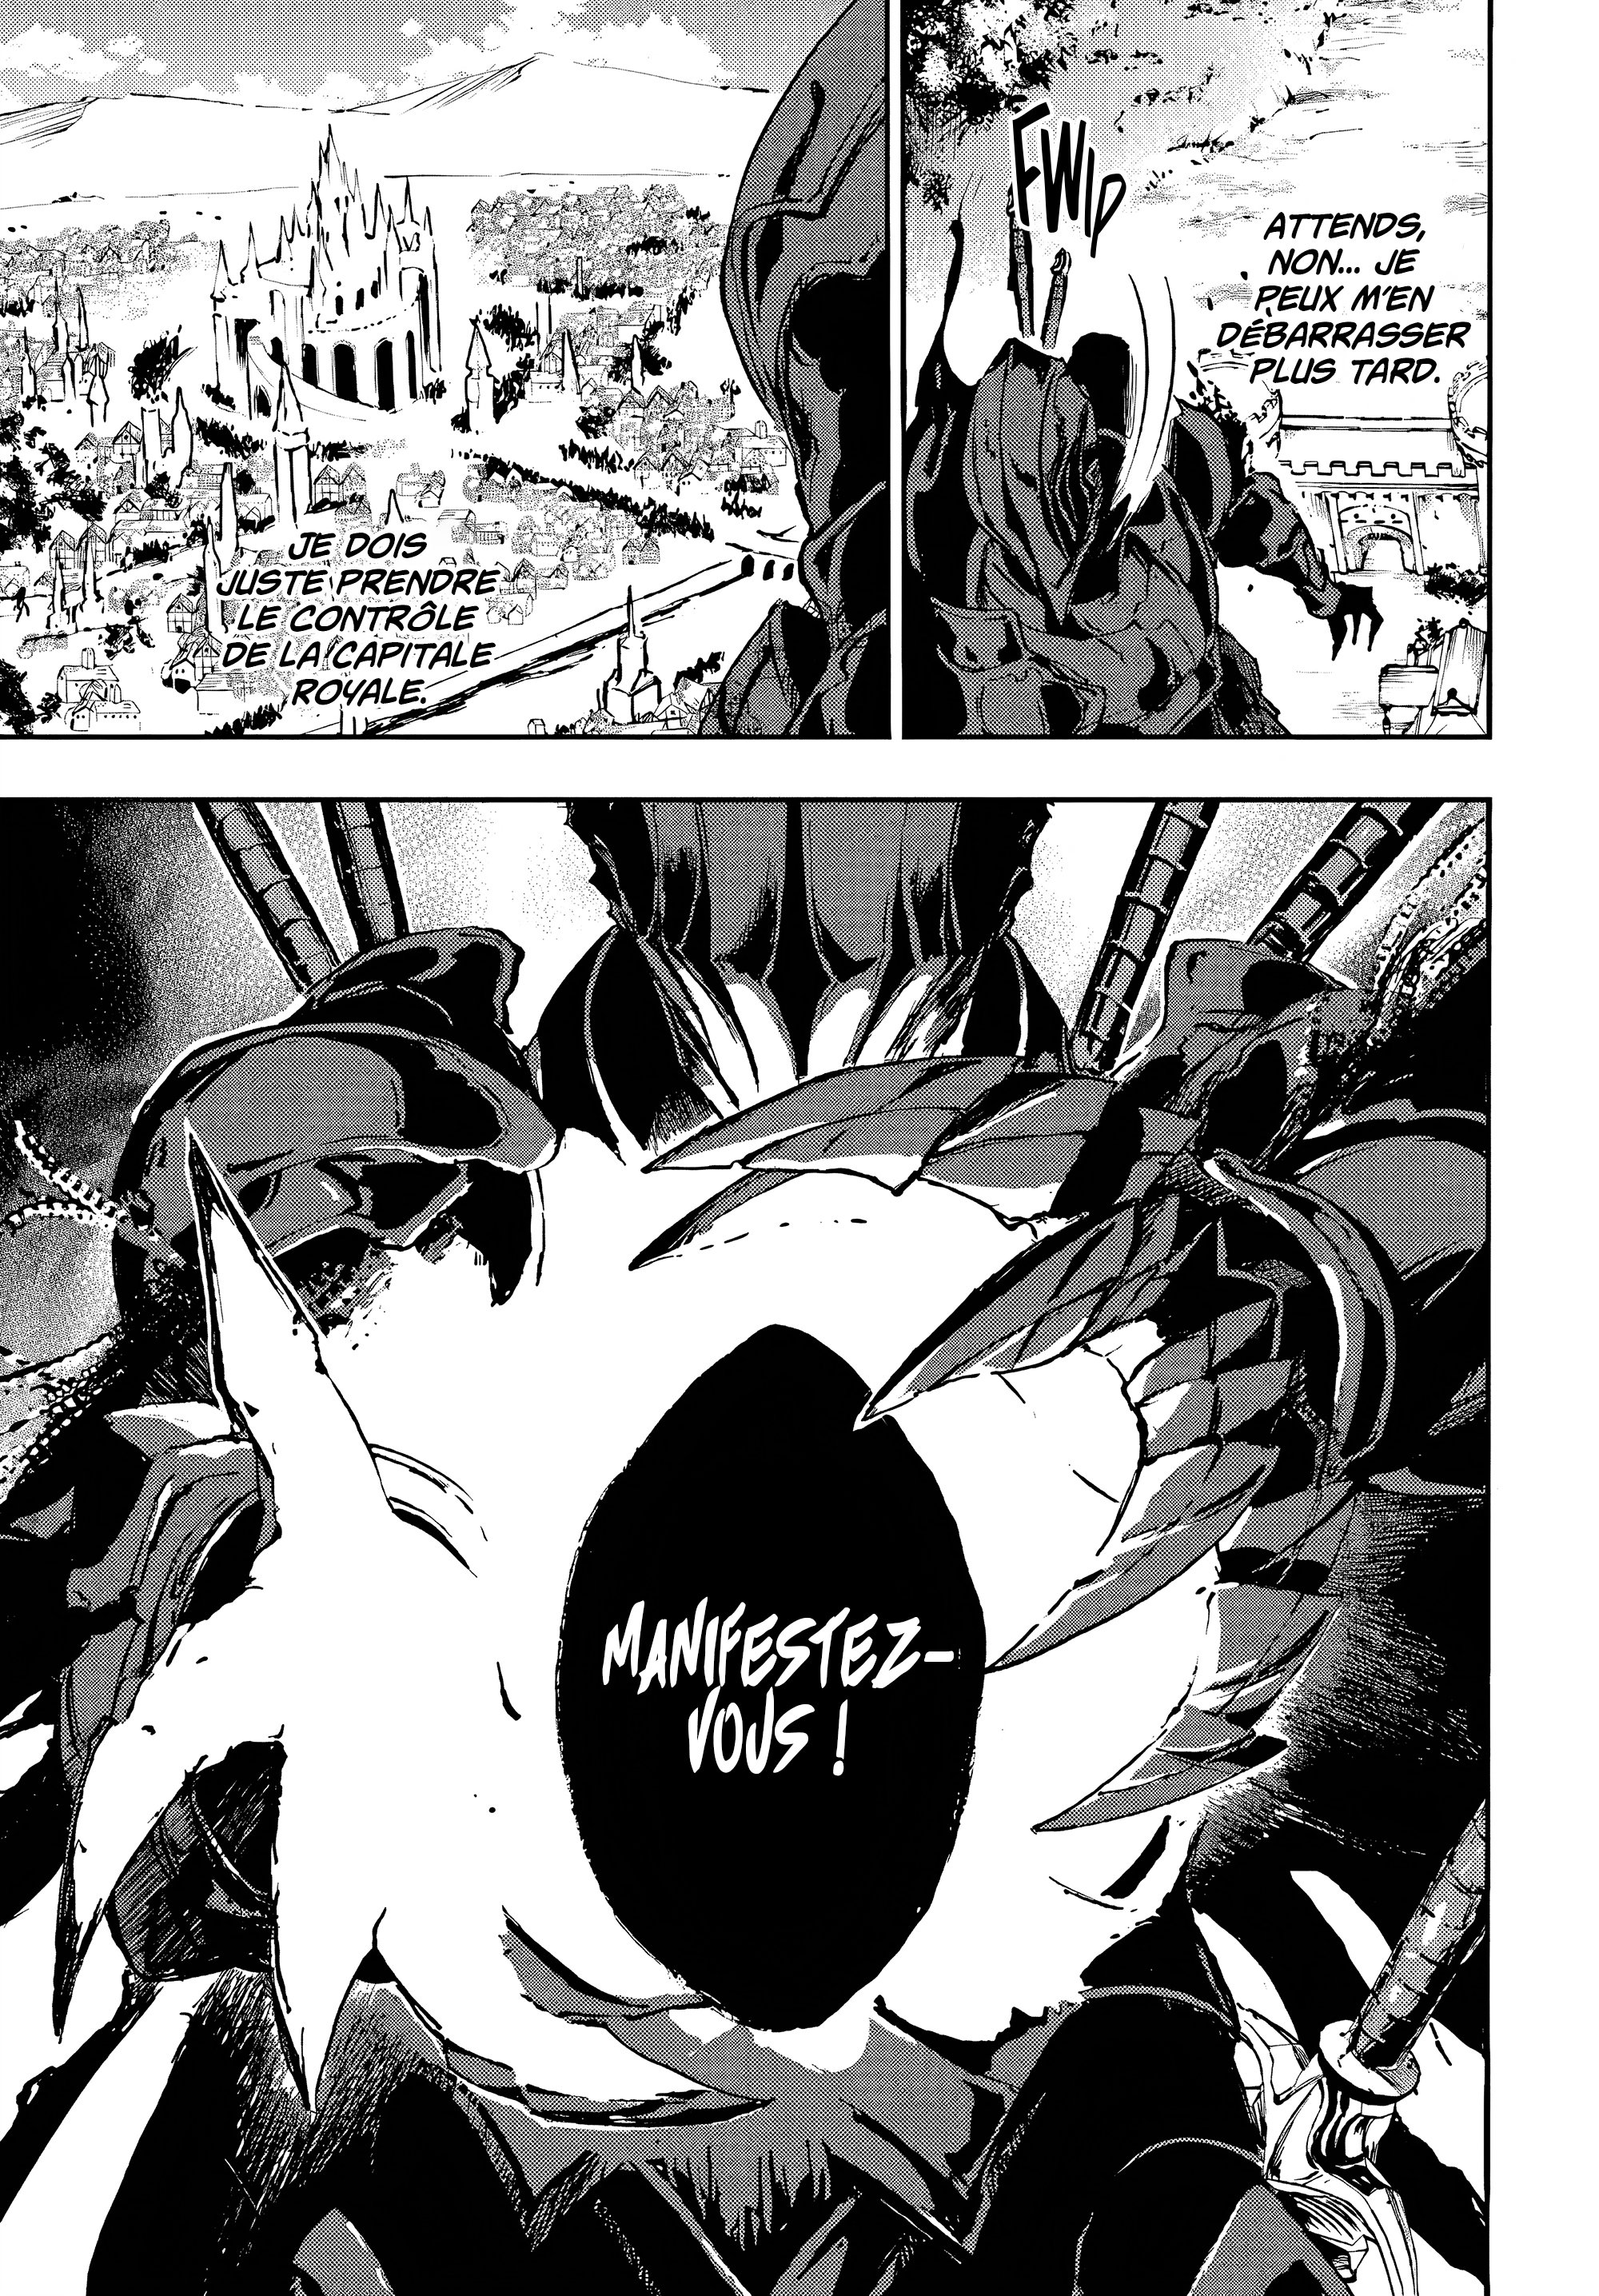 FWIP
ATTENDS,
NON... JE
PEUX M'EN
DÉBARRASSER
PLUS TARD.
JE DOIS
JUSTE PRENDRE
LE CONTRÔLE
DE LA CAPITALE
ROYALE.
MANIFESTEZ-
VOUS !